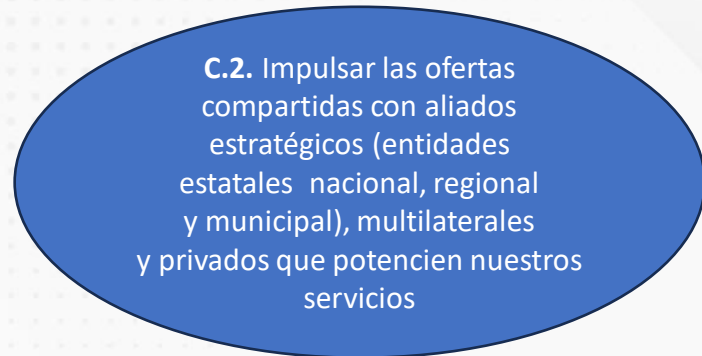 C.2. Impulsar las ofertas
compartidas con aliados
estratégicos (entidades
estatales  nacional, regional
y municipal), multilaterales
y privados que potencien nuestros
servicios